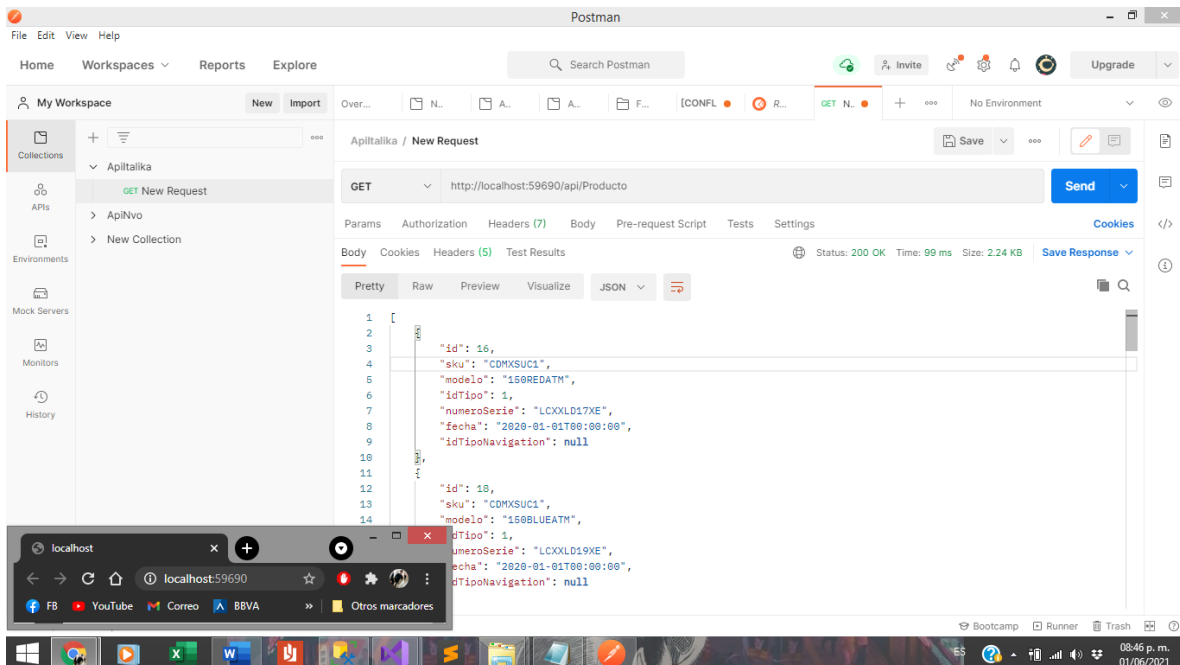 Postman
File Edit View Help
Home Workspaces Reports Explore
Search Postman
Invite
Upgrade
My Workspace
New Import
Over... N.. A.. A.. F... [CONFL R... GET N..
No Environment
Collections
APIs
Environments
Mock Servers
Monitors
History
ApiItalika
GET New Request
ApiNvo
New Collection
ApiItalika / New Request
Save
GET http://localhost:59690/api/Producto
Send
Params Authorization Headers (7) Body Pre-request Script Tests Settings
Cookies
Body Cookies Headers (5) Test Results
Status: 200 OK Time: 99 ms Size: 2.24 KB Save Response
Pretty Raw Preview Visualize JSON
1 [
2 {
3 "id": 16,
4 "sku": "CDMXSUC1",
5 "modelo": "150REDATM",
6 "idTipo": 1,
7 "numeroSerie": "LCXXLD17XE",
8 "fecha": "2020-01-01T00:00:00",
9 "idTipoNavigation": null
10 },
11 {
12 "id": 18,
13 "sku": "CDMXSUC1",
14 "modelo": "150BLUEATM",
dTipo": 1,
umeroSerie": "LCXXLD19XE",
echa": "2020-01-01T00:00:00",
dTipoNavigation": null
localhost
localhost:59690
FB YouTube Correo BBVA » Otros marcadores
Bootcamp Runner Trash
ES
08:46 p. m.
01/06/2021